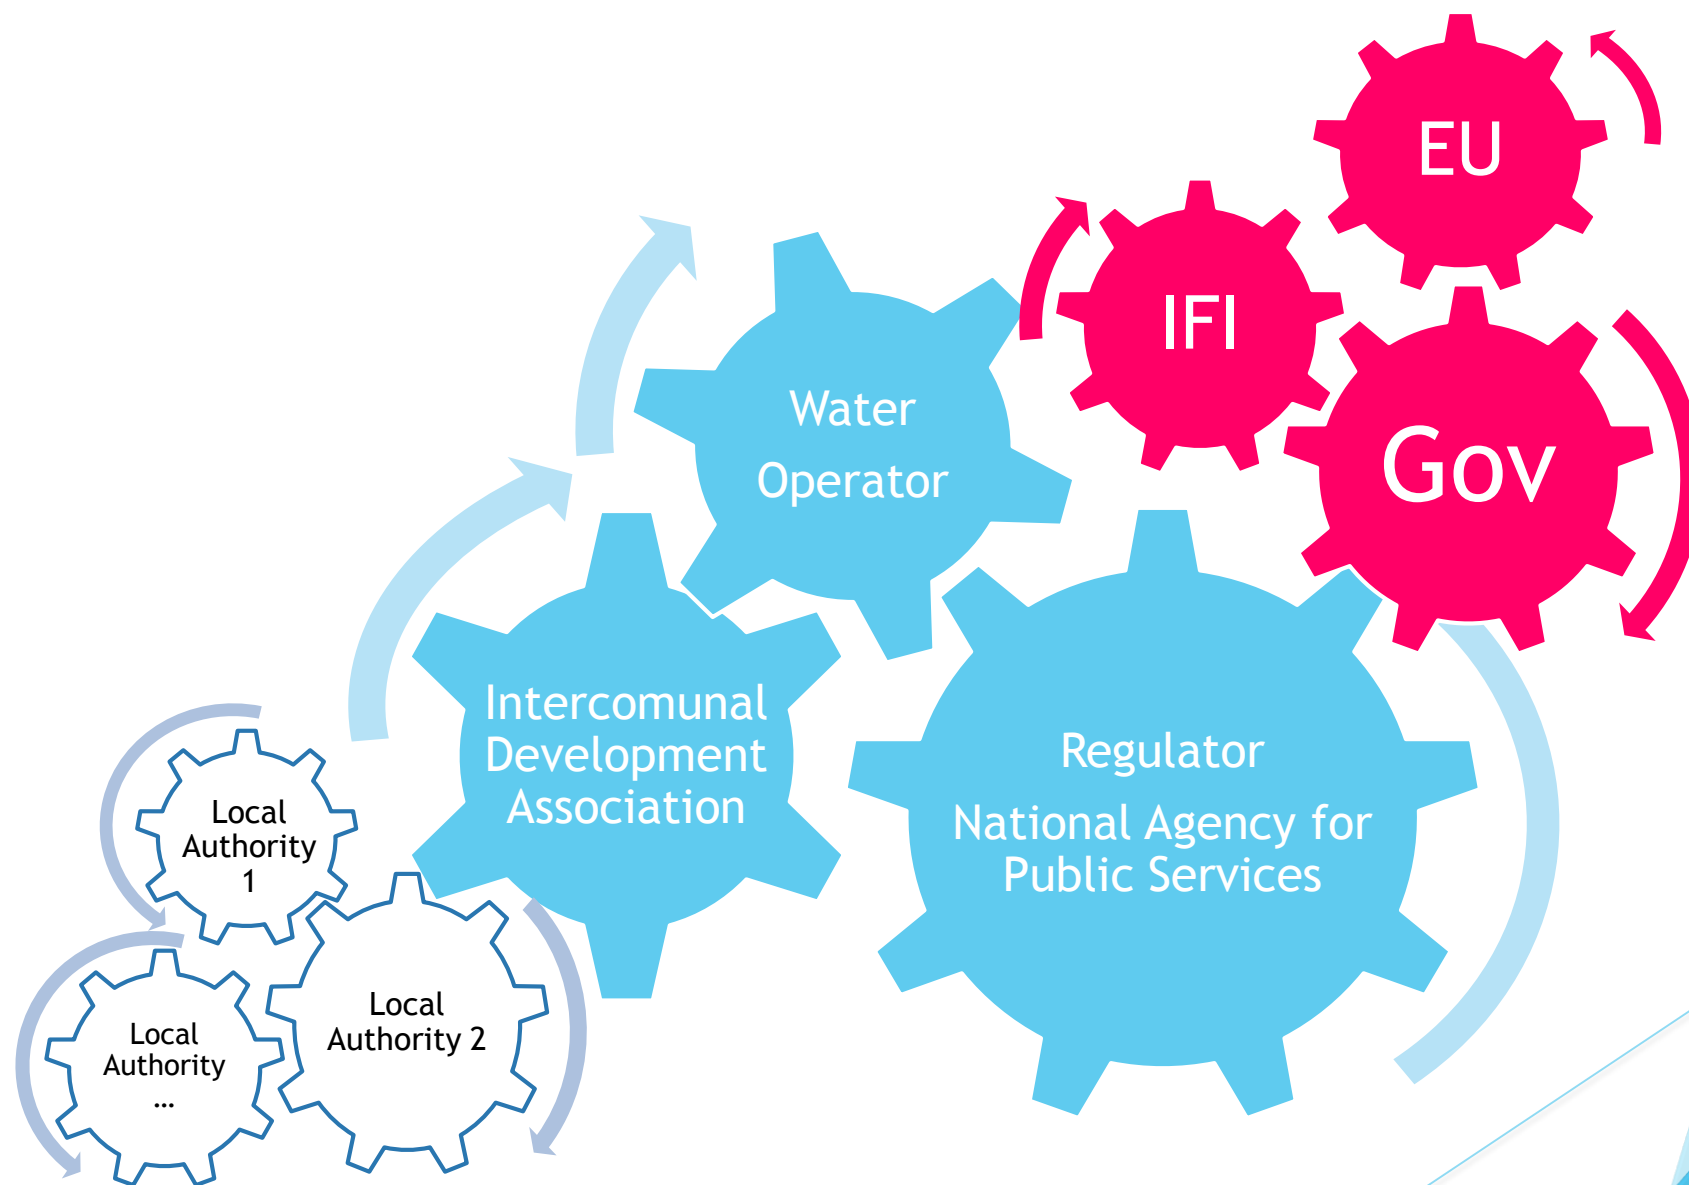 EU
IFI
Gov
Water
Operator
Intercomunal
Development
Association
Regulator
National Agency for
Public Services
Local
Authority
1
Local
Authority 2
Local
Authority
…